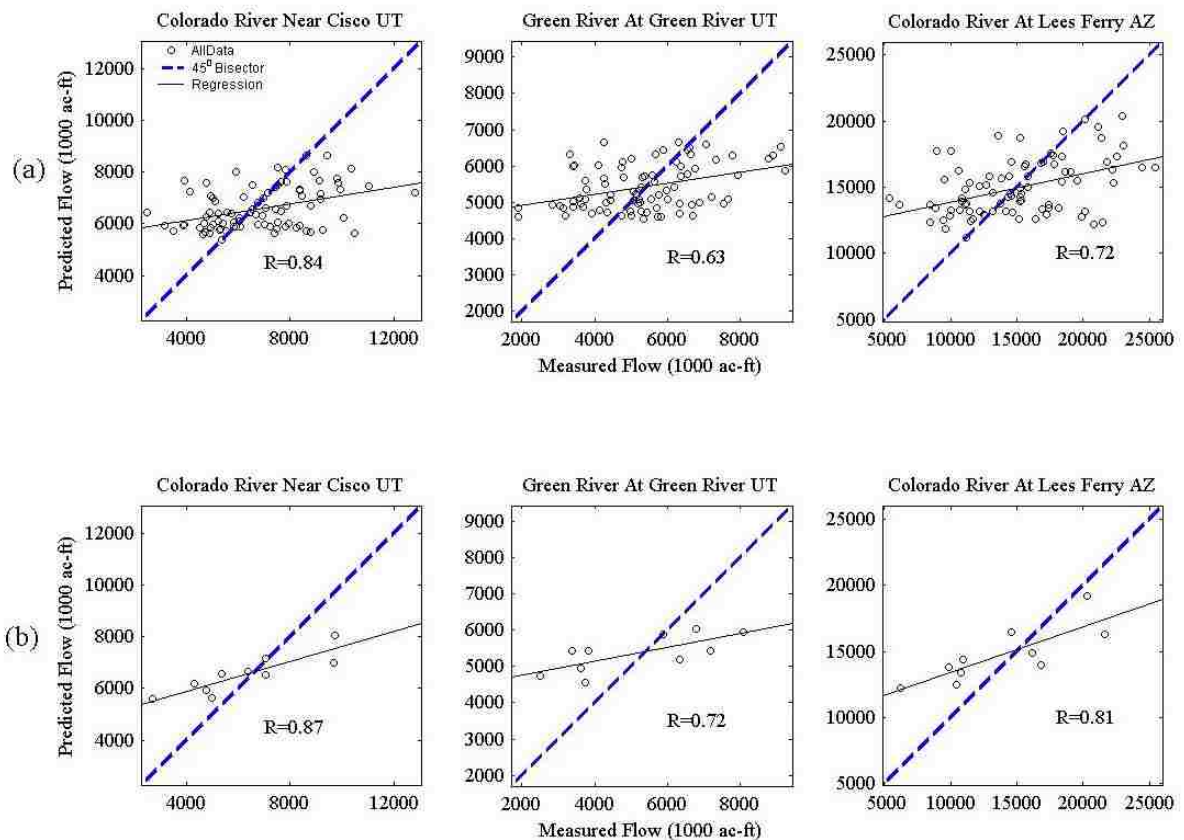 Colorado River Near Cisco UT
Green River At Green River UT
Colorado River At Lees Ferry AZ
(a)
Predicted Flow (1000 ac-ft)
12000
10000
8000
6000
4000
AllData
45⁰ Bisector
Regression
R=0.84
4000 8000 12000
9000
8000
7000
6000
5000
4000
3000
2000
R=0.63
2000 4000 6000 8000
Measured Flow (1000 ac-ft)
25000
20000
15000
10000
5000
R=0.72
5000 10000 15000 20000 25000
Colorado River Near Cisco UT
Green River At Green River UT
Colorado River At Lees Ferry AZ
(b)
Predicted Flow (1000 ac-ft)
12000
10000
8000
6000
4000
R=0.87
4000 8000 12000
9000
8000
7000
6000
5000
4000
3000
2000
R=0.72
2000 4000 6000 8000
Measured Flow (1000 ac-ft)
25000
20000
15000
10000
5000
R=0.81
5000 10000 15000 20000 25000